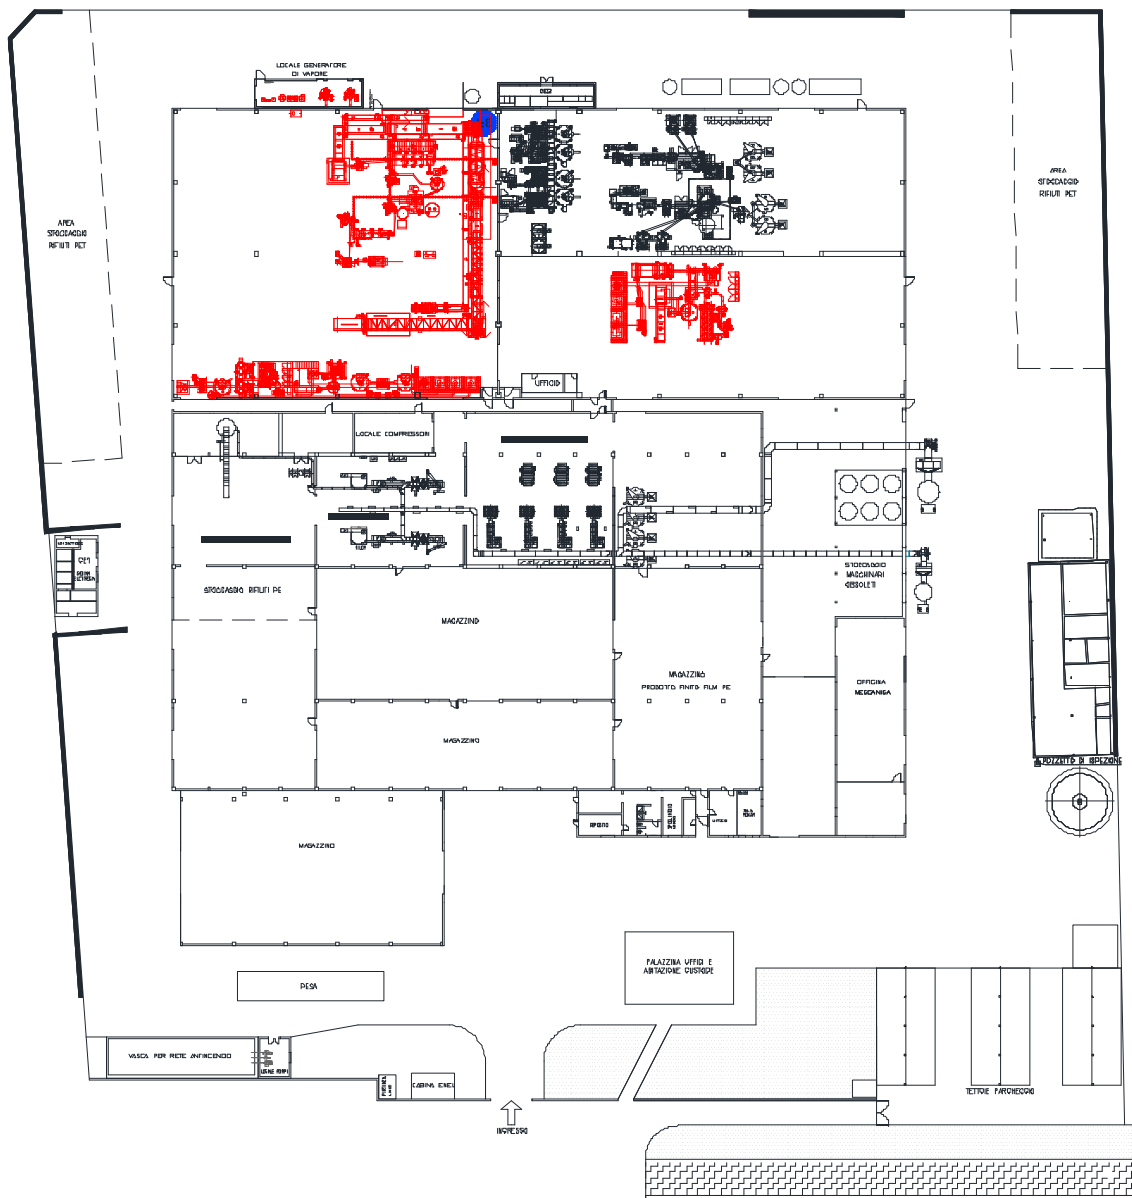 LOCALE GENERATORE
DI VAPORE
AREA
STOCCAGGIO
RIFIUTI PET
AREA
STOCCAGGIO
RIFIUTI PET
UFFICIO
LOCALE COMPRESSORI
STOCCAGGIO
MACCHINARI
OBSOLETI
STOCCAGGIO RIFIUTI PE
MAGAZZINO
MAGAZZINO
PRODOTTO FINITO FILM PE
OFFICINA
MECCANICA
MAGAZZINO
POZZETTO DI ISPEZIONE
RIPOSTO
UFFICIO
MAGAZZINO
PALAZZINA UFFICI E
ABITAZIONE CUSTODE
PESA
VASCA PER RETE ANTINCENDIO
CABINA ENEL
TETTOIE PARCHEGGIO
INGRESSO